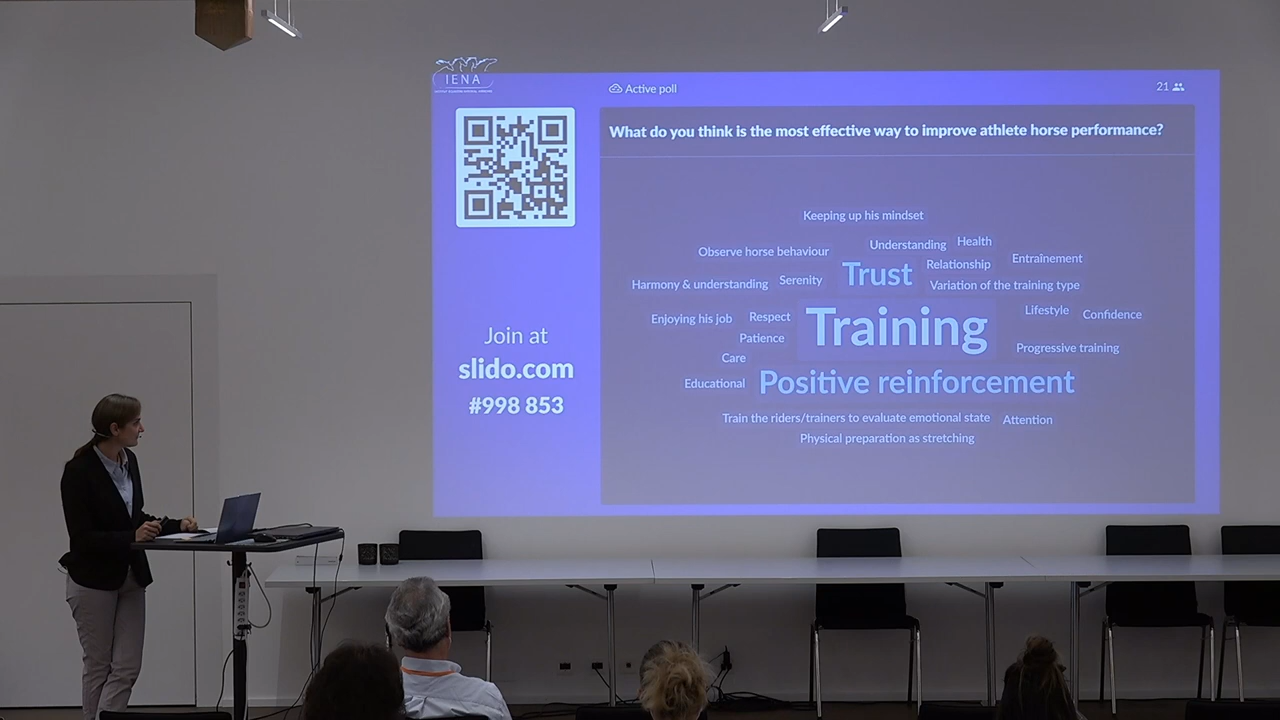 IENA
Active poll
21
What do you think is the most effective way to improve athlete horse performance?
Join at
slido.com
#998 853
Keeping up his mindset
Observe horse behaviour
Understanding
Health
Harmony & understanding
Serenity
Trust
Relationship
Entraînement
Variation of the training type
Enjoying his job
Respect
Training
Lifestyle
Confidence
Patience
Care
Progressive training
Educational
Positive reinforcement
Train the riders/trainers to evaluate emotional state
Attention
Physical preparation as stretching